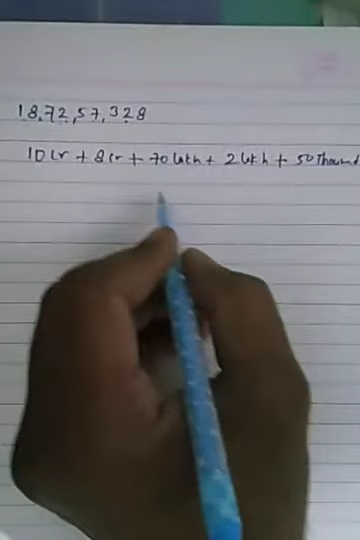 18,72,57,328
10 Cr + 8 Cr + 70 lakh + 2 lakh + 50 Thousand